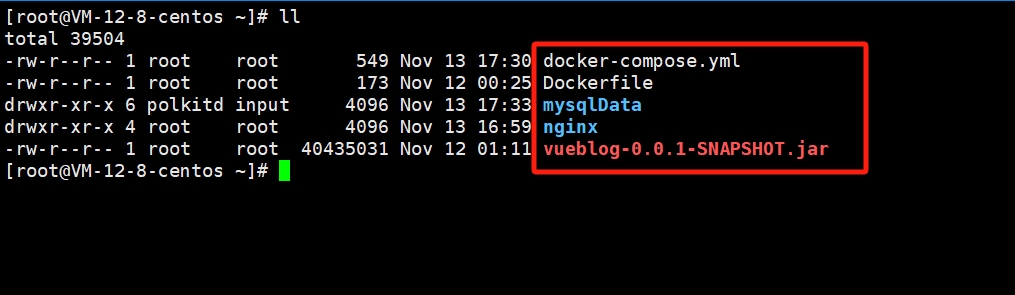 [root@VM-12-8-centos ~]# ll
total 39504
-rw-r--r-- 1 root    root         549 Nov 13 17:30 docker-compose.yml
-rw-r--r-- 1 root    root         173 Nov 12 00:25 Dockerfile
drwxr-xr-x 6 polkitd input       4096 Nov 13 17:33 mysqlData
drwxr-xr-x 4 root    root        4096 Nov 13 16:59 nginx
-rw-r--r-- 1 root    root    40435031 Nov 12 01:11 vueblog-0.0.1-SNAPSHOT.jar
[root@VM-12-8-centos ~]#